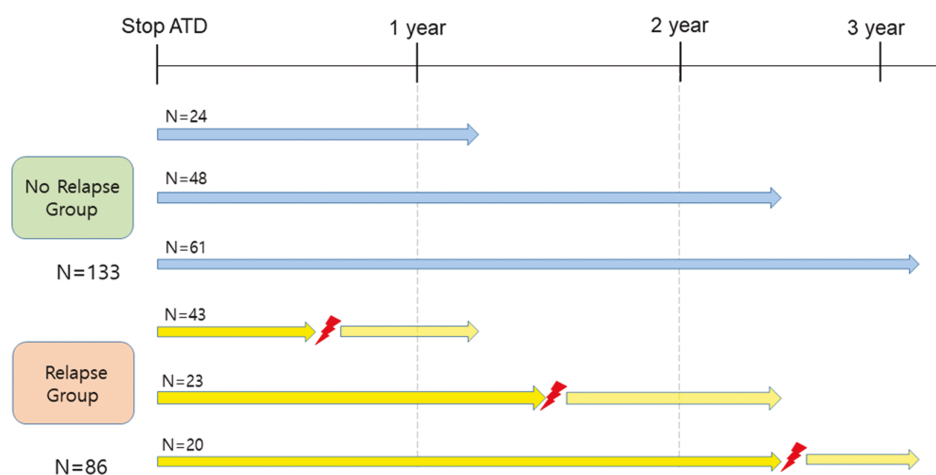 Stop ATD
1 year
2 year
3 year
N=24
N=48
No Relapse
Group
N=61
N=133
N=43
N=23
Relapse
Group
N=20
N=86